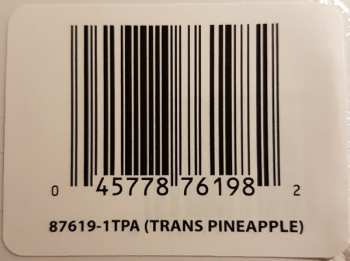 0 45778 76198 2
87619-1TPA (TRANS PINEAPPLE)